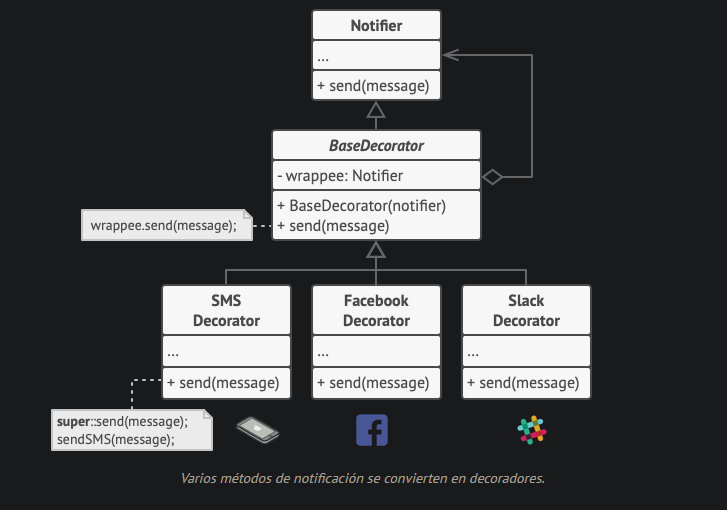 Notifier
...
+ send(message)
BaseDecorator
- wrappee: Notifier
+ BaseDecorator(notifier)
+ send(message)
wrappee.send(message);
SMS
Decorator
...
+ send(message)
Facebook
Decorator
...
+ send(message)
Slack
Decorator
...
+ send(message)
super::send(message);
sendSMS(message);
Varios métodos de notificación se convierten en decoradores.